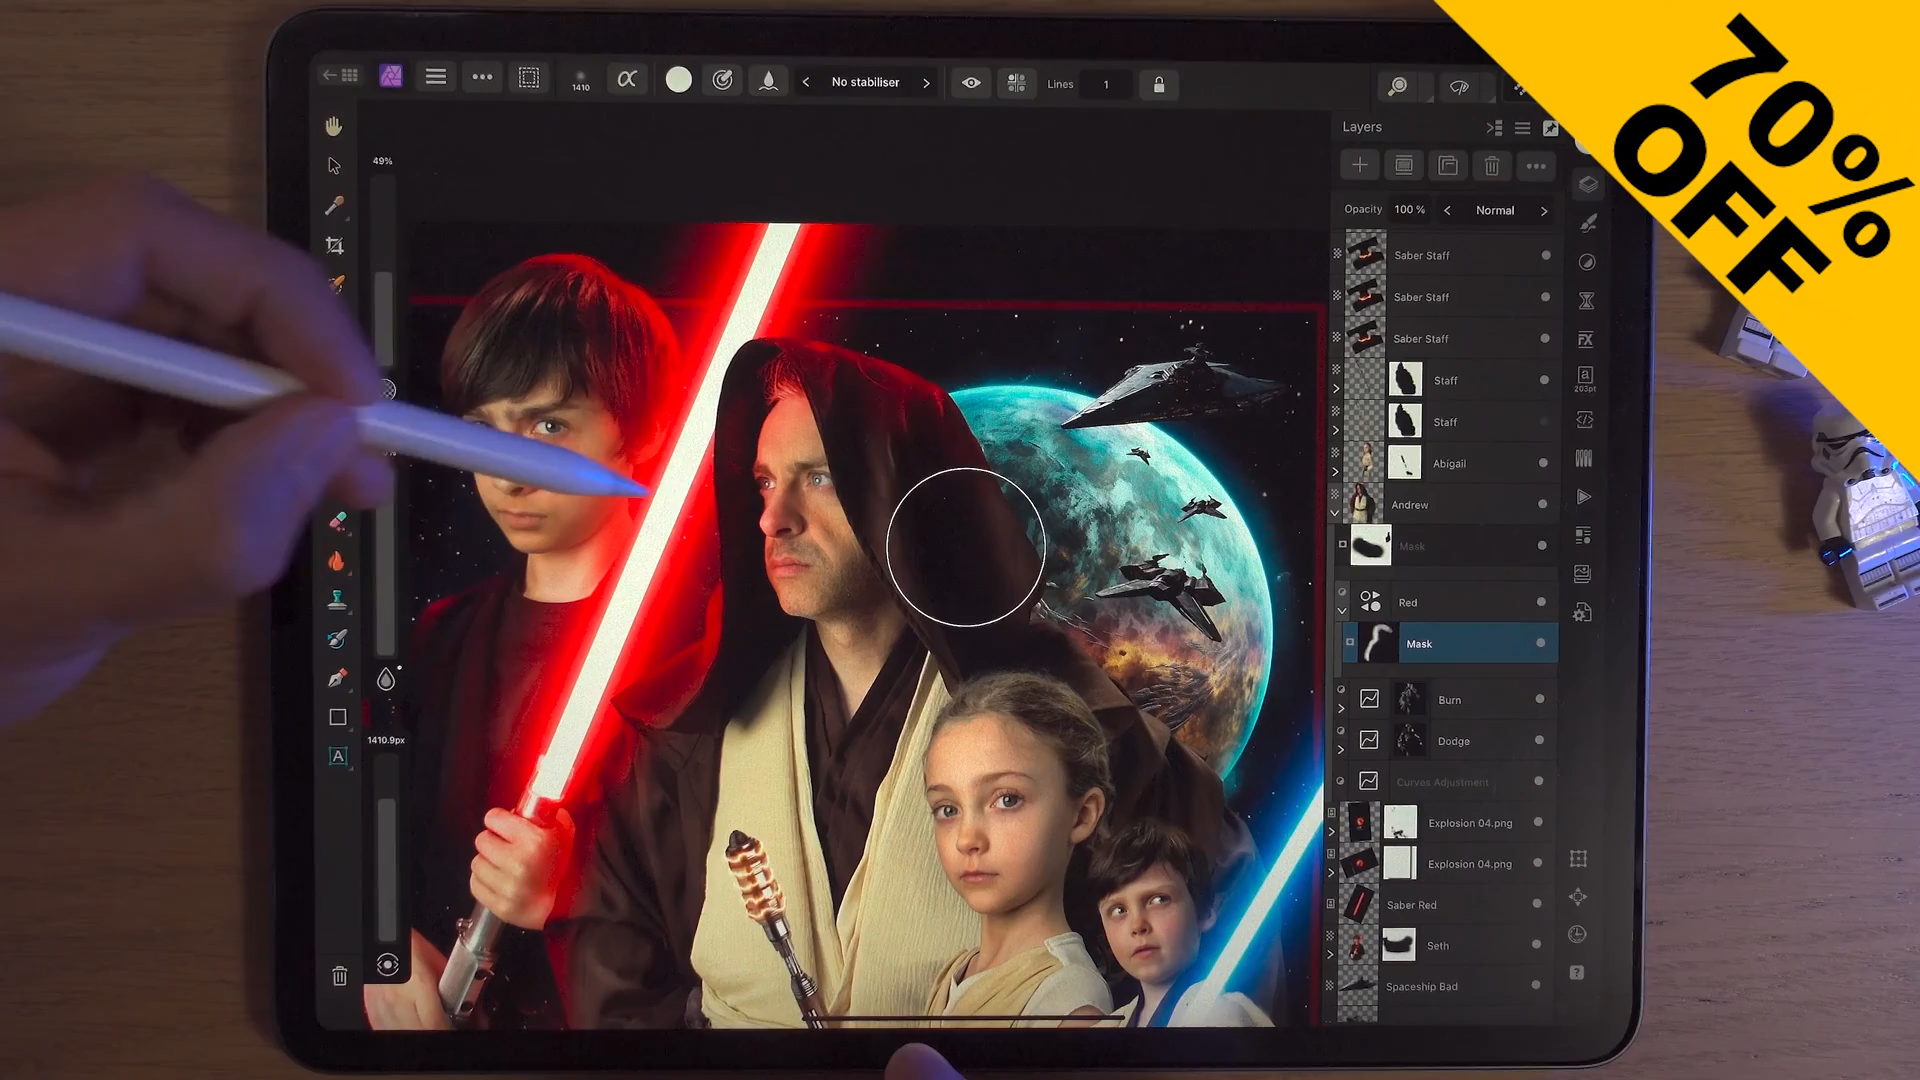 70%
OFF
1410
α
No stabiliser
Lines
1
49%
1410.9px
A
Layers
Opacity
100 %
Normal
Saber Staff
Saber Staff
Saber Staff
Staff
Staff
Abigail
Andrew
Mask
Red
Mask
Burn
Dodge
Curves Adjustment
Explosion 04.png
Explosion 04.png
Saber Red
Seth
Spaceship Bad
FX
a
203pt
?